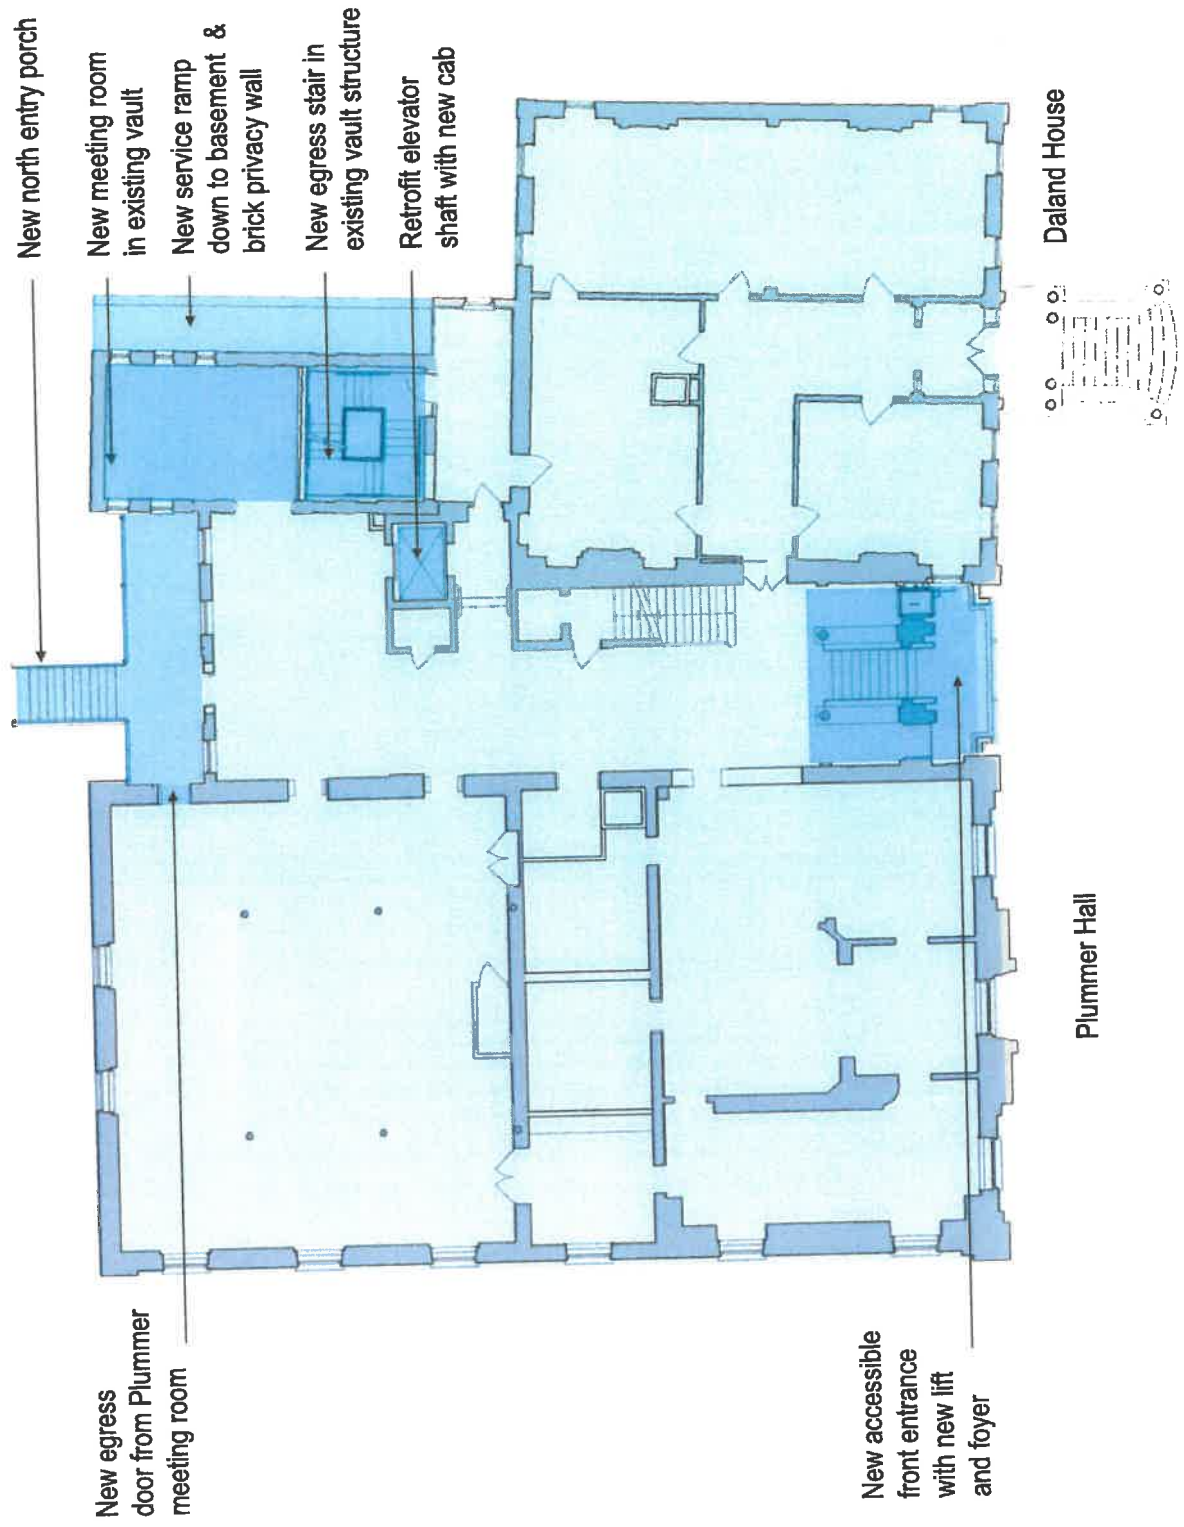 New north entry porch
New meeting room
in existing vault
New service ramp
down to basement &
brick privacy wall
New egress stair in
existing vault structure
Retrofit elevator
shaft with new cab
Daland House
Plummer Hall
New egress
door from Plummer
meeting room
New accessible
front entrance
with new lift
and foyer